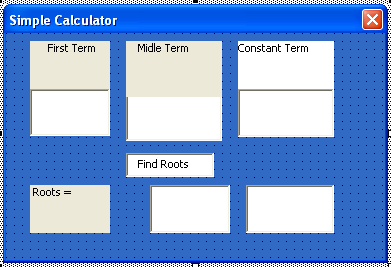 Simple Calculator
First Term Midle Term Constant Term
Find Roots
Roots =